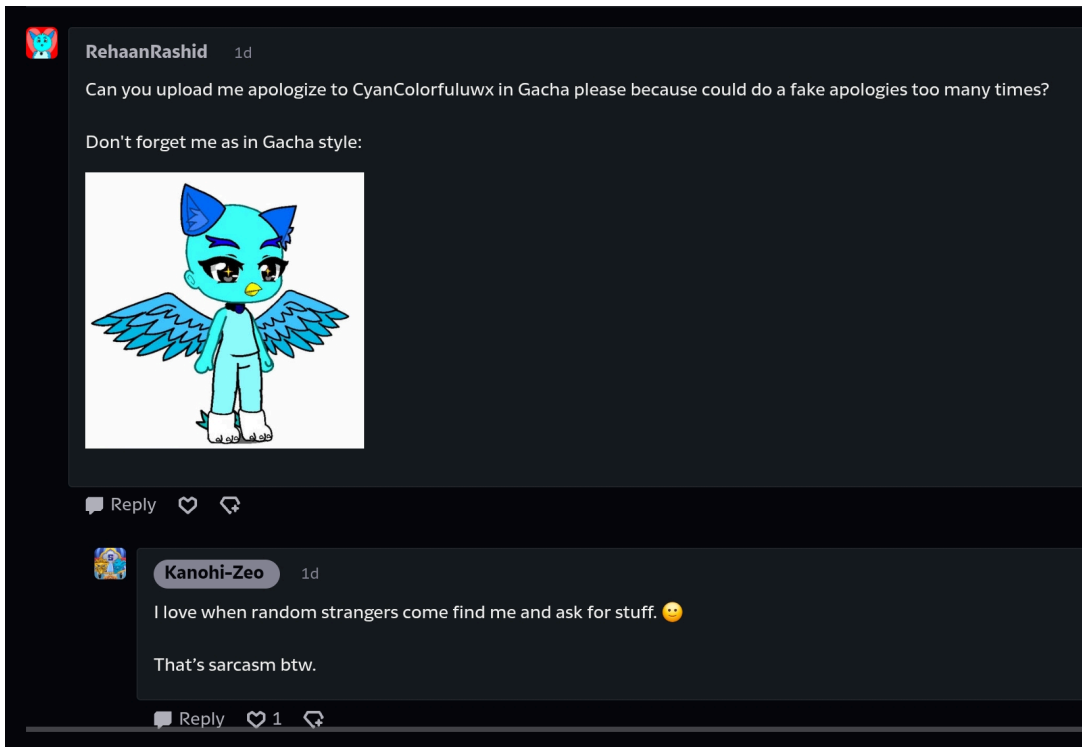 RehaanRashid 1d
Can you upload me apologize to CyanColorfuluwx in Gacha please because could do a fake apologies too many times?
Don't forget me as in Gacha style:
Reply
Kanohi-Zeo 1d
I love when random strangers come find me and ask for stuff. 🙂
That’s sarcasm btw.
Reply 1